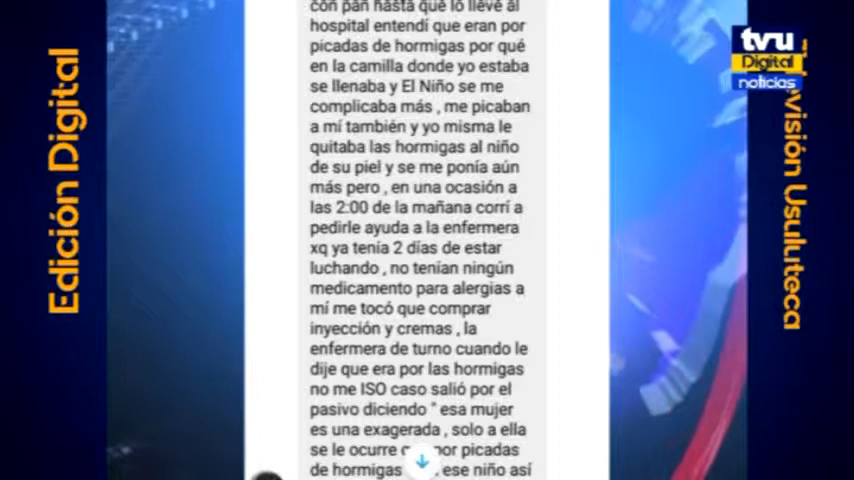 Edición Digital
con pan hasta que lo lleve al
hospital entendí que eran por
picadas de hormigas por qué
en la camilla donde yo estaba
se llenaba y El Niño se me
complicaba más , me picaban
a mí también y yo misma le
quitaba las hormigas al niño
de su piel y se me ponía aún
más pero , en una ocasión a
las 2:00 de la mañana corrí a
pedirle ayuda a la enfermera
xq ya tenía 2 días de estar
luchando , no tenían ningún
medicamento para alergias a
mí me tocó que comprar
inyección y cremas , la
enfermera de turno cuando le
dije que era por las hormigas
no me ISO caso salió por el
pasivo diciendo " esa mujer
es una exagerada , solo a ella
se le ocurre por picadas
de hormigas ese niño así
tvu
Digital
noticias
visión Usuluteca